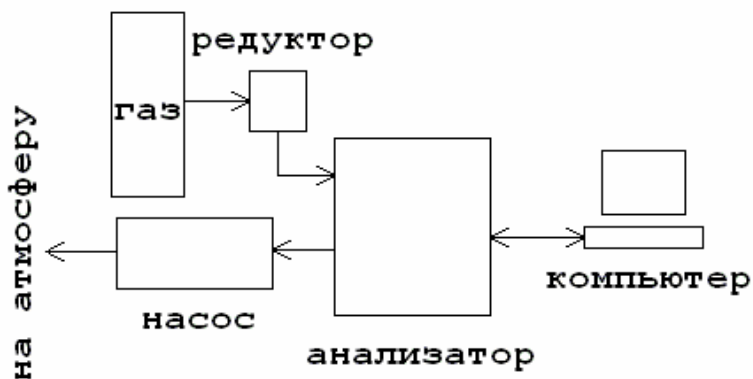 редуктор
газ
на атмосферу
компьютер
насос
анализатор